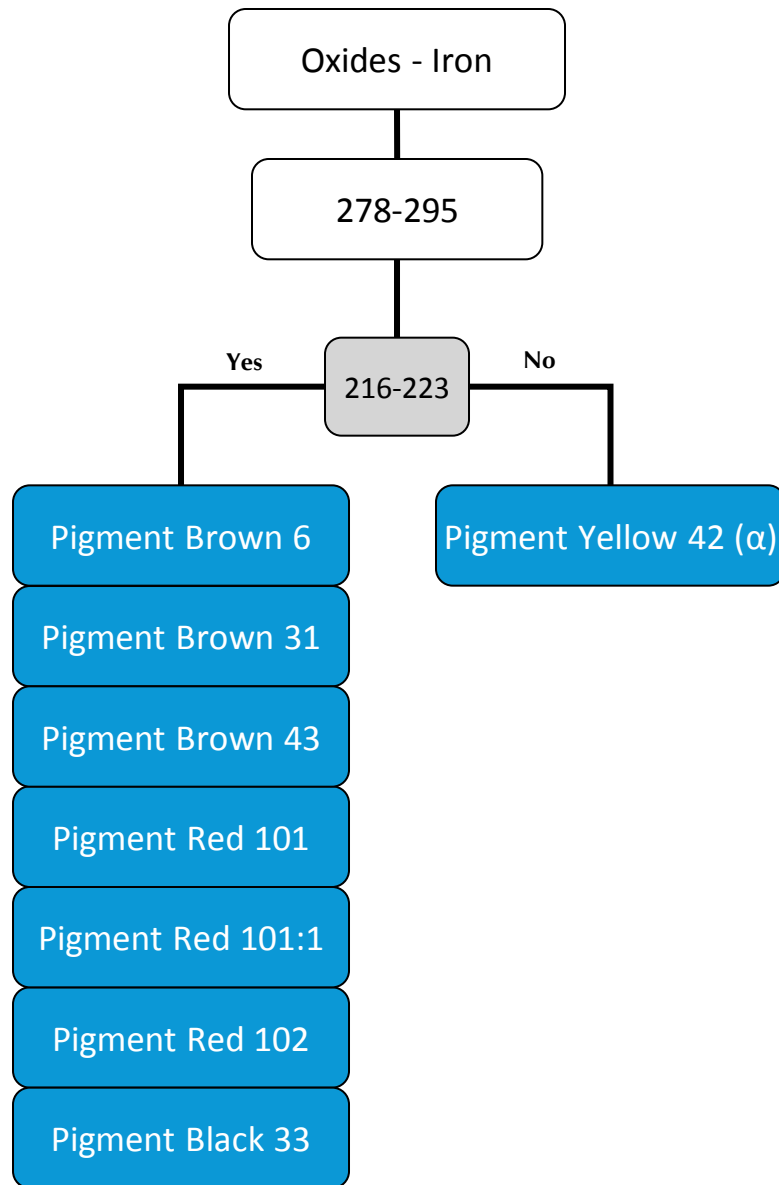 Oxides - Iron
278-295
Yes
216-223
No
Pigment Brown 6
Pigment Yellow 42 (α)
Pigment Brown 31
Pigment Brown 43
Pigment Red 101
Pigment Red 101:1
Pigment Red 102
Pigment Black 33